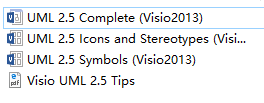 UML 2.5 Complete (Visio2013)
UML 2.5 Icons and Stereotypes (Visi...
UML 2.5 Symbols (Visio2013)
Visio UML 2.5 Tips